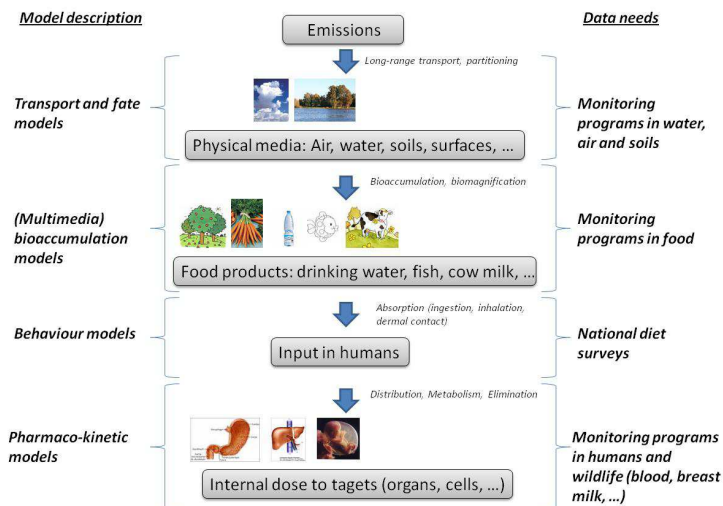 Model description
Data needs
Emissions
Long-range transport, partitioning
Transport and fate
models
Physical media: Air, water, soils, surfaces, …
Monitoring
programs in water,
air and soils
Bioaccumulation, biomagnification
(Multimedia)
bioaccumulation
models
Food products: drinking water, fish, cow milk, …
Monitoring
programs in food
Absorption (ingestion, inhalation,
dermal contact)
Behaviour models
Input in humans
National diet
surveys
Distribution, Metabolism, Elimination
Pharmaco-kinetic
models
Internal dose to tagets (organs, cells, …)
Monitoring programs
in humans and
wildlife (blood, breast
milk, …)